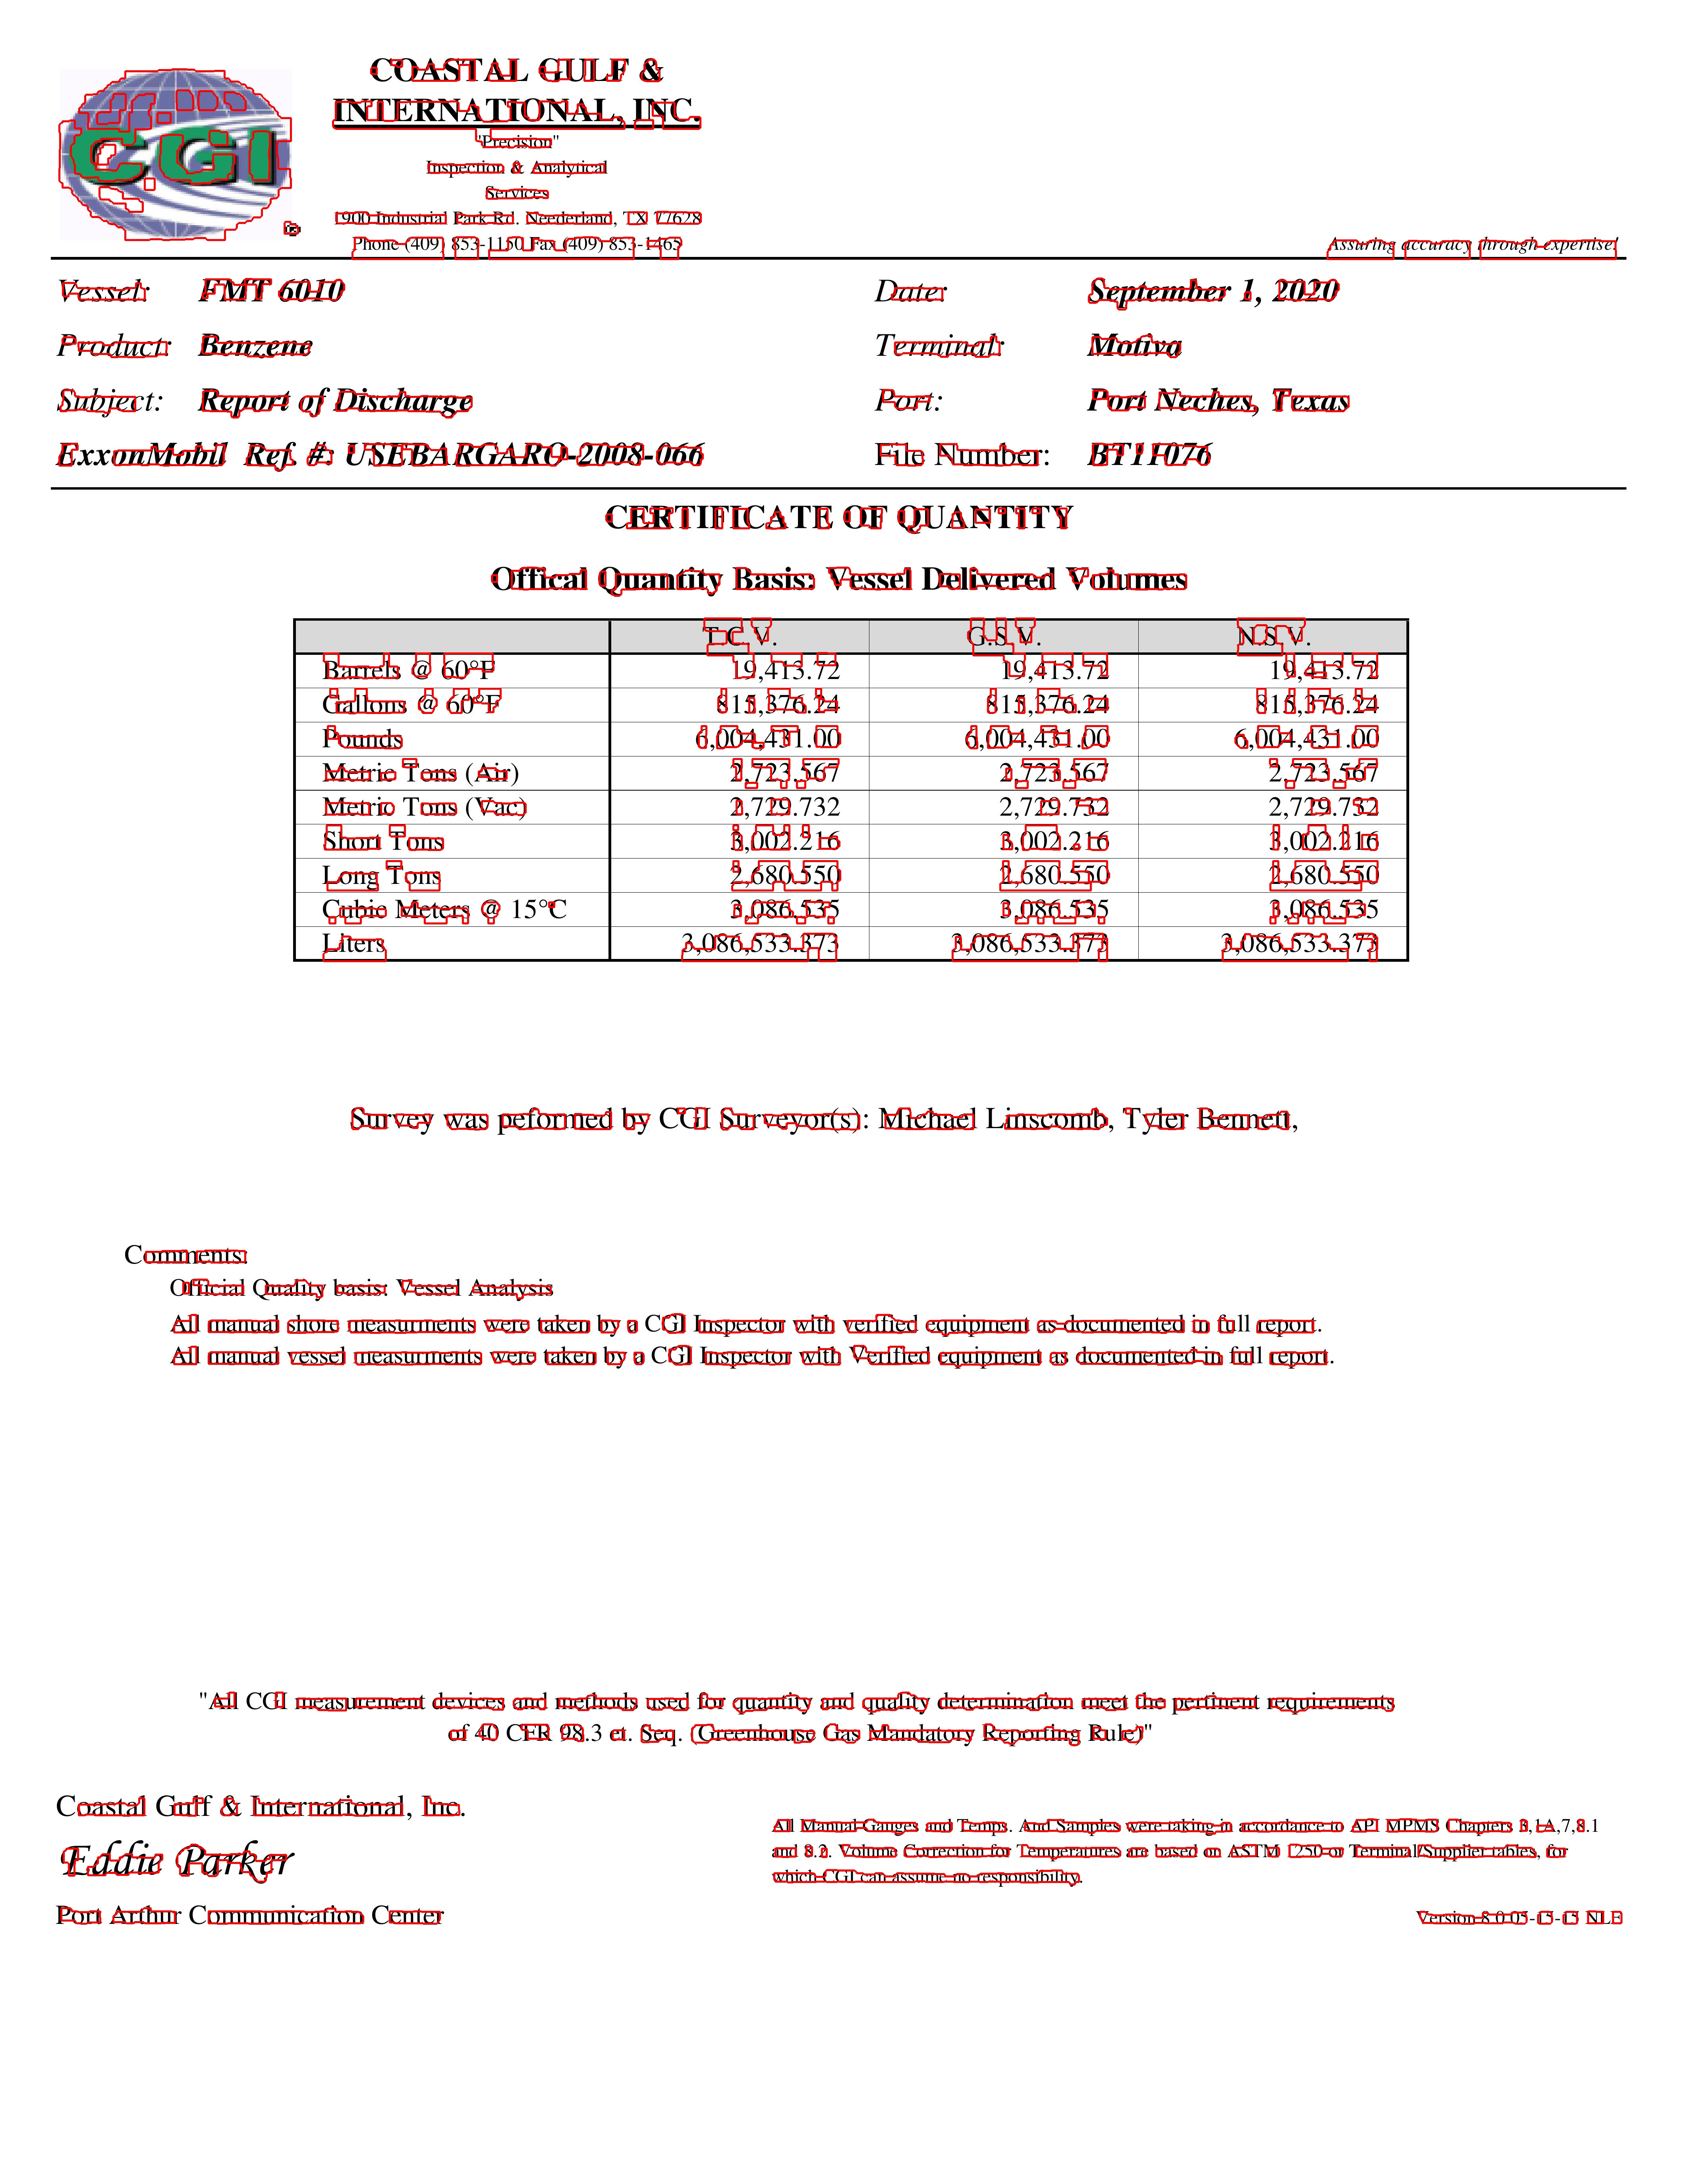 COASTAL GULF &
INTERNATIONAL, INC.
"Precision"
Inspection & Analytical
Services
1900 Industrial Park Rd. Neederland, TX 77628
Phone (409) 853-1150 Fax (409) 853-1465
CGI
®
Assuring accuracy through expertise!
Vessel: FMT 6010 Date: September 1, 2020
Product: Benzene Terminal: Motiva
Subject: Report of Discharge Port: Port Neches, Texas
ExxonMobil Ref. #: USEBARGARO-2008-066 File Number: BT1F076
CERTIFICATE OF QUANTITY
Offical Quantity Basis: Vessel Delivered Volumes
T.C.V. G.S.V. N.S.V.
Barrels @ 60°F 19,413.72 19,413.72 19,413.72
Gallons @ 60°F 815,376.24 815,376.24 815,376.24
Pounds 6,004,431.00 6,004,431.00 6,004,431.00
Metric Tons (Air) 2,723.567 2,723.567 2,723.567
Metric Tons (Vac) 2,729.732 2,729.732 2,729.732
Short Tons 3,002.216 3,002.216 3,002.216
Long Tons 2,680.550 2,680.550 2,680.550
Cubic Meters @ 15°C 3,086.535 3,086.535 3,086.535
Liters 3,086,533.373 3,086,533.373 3,086,533.373
Survey was peformed by CGI Surveyor(s): Michael Linscomb, Tyler Bennett,
Comments:
Official Quality basis: Vessel Analysis
All manual shore measurments were taken by a CGI Inspector with verified equipment as documented in full report.
All manual vessel measurments were taken by a CGI Inspector with Verified equipment as documented in full report.
"All CGI measurement devices and methods used for quantity and quality determination meet the pertinent requirements
of 40 CFR 98.3 et. Seq. (Greenhouse Gas Mandatory Reporting Rule)"
Coastal Gulf & International, Inc.
Eddie Parker
Port Arthur Communication Center
All Manual Gauges and Temps. And Samples were taking in accordance to API MPMS Chapters 3,1A,7,8.1
and 8.2. Volume Correction for Temperatures are based on ASTM 1250 or Terminal/Supplier tables, for
which CGI can assume no responsibility.
Version 8.0 05-15-15 NLE